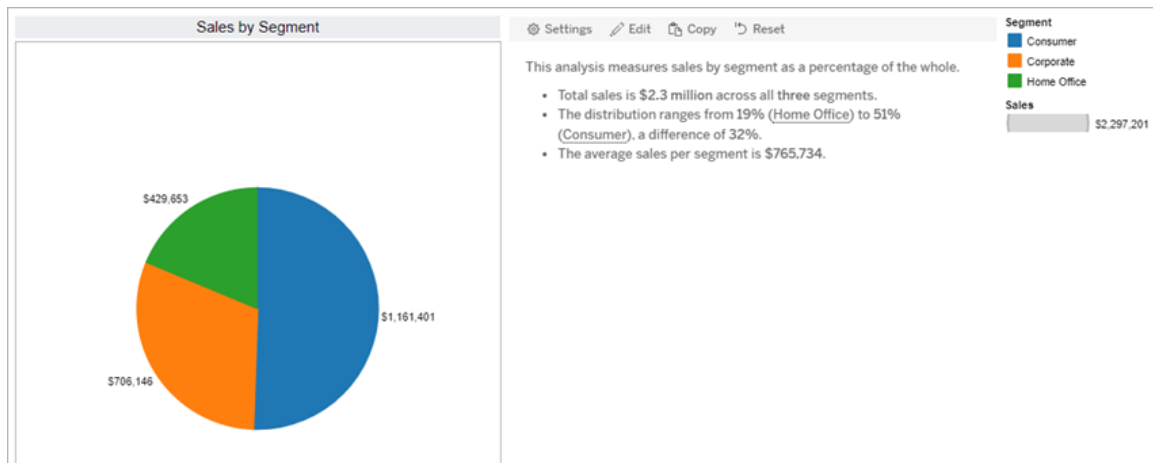 Sales by Segment
$429,653
$1,161,401
$706,146
Settings Edit Copy Reset
This analysis measures sales by segment as a percentage of the whole.
• Total sales is $2.3 million across all three segments.
• The distribution ranges from 19% (Home Office) to 51%
(Consumer), a difference of 32%.
• The average sales per segment is $765,734.
Segment
Consumer
Corporate
Home Office
Sales
$2,297,201